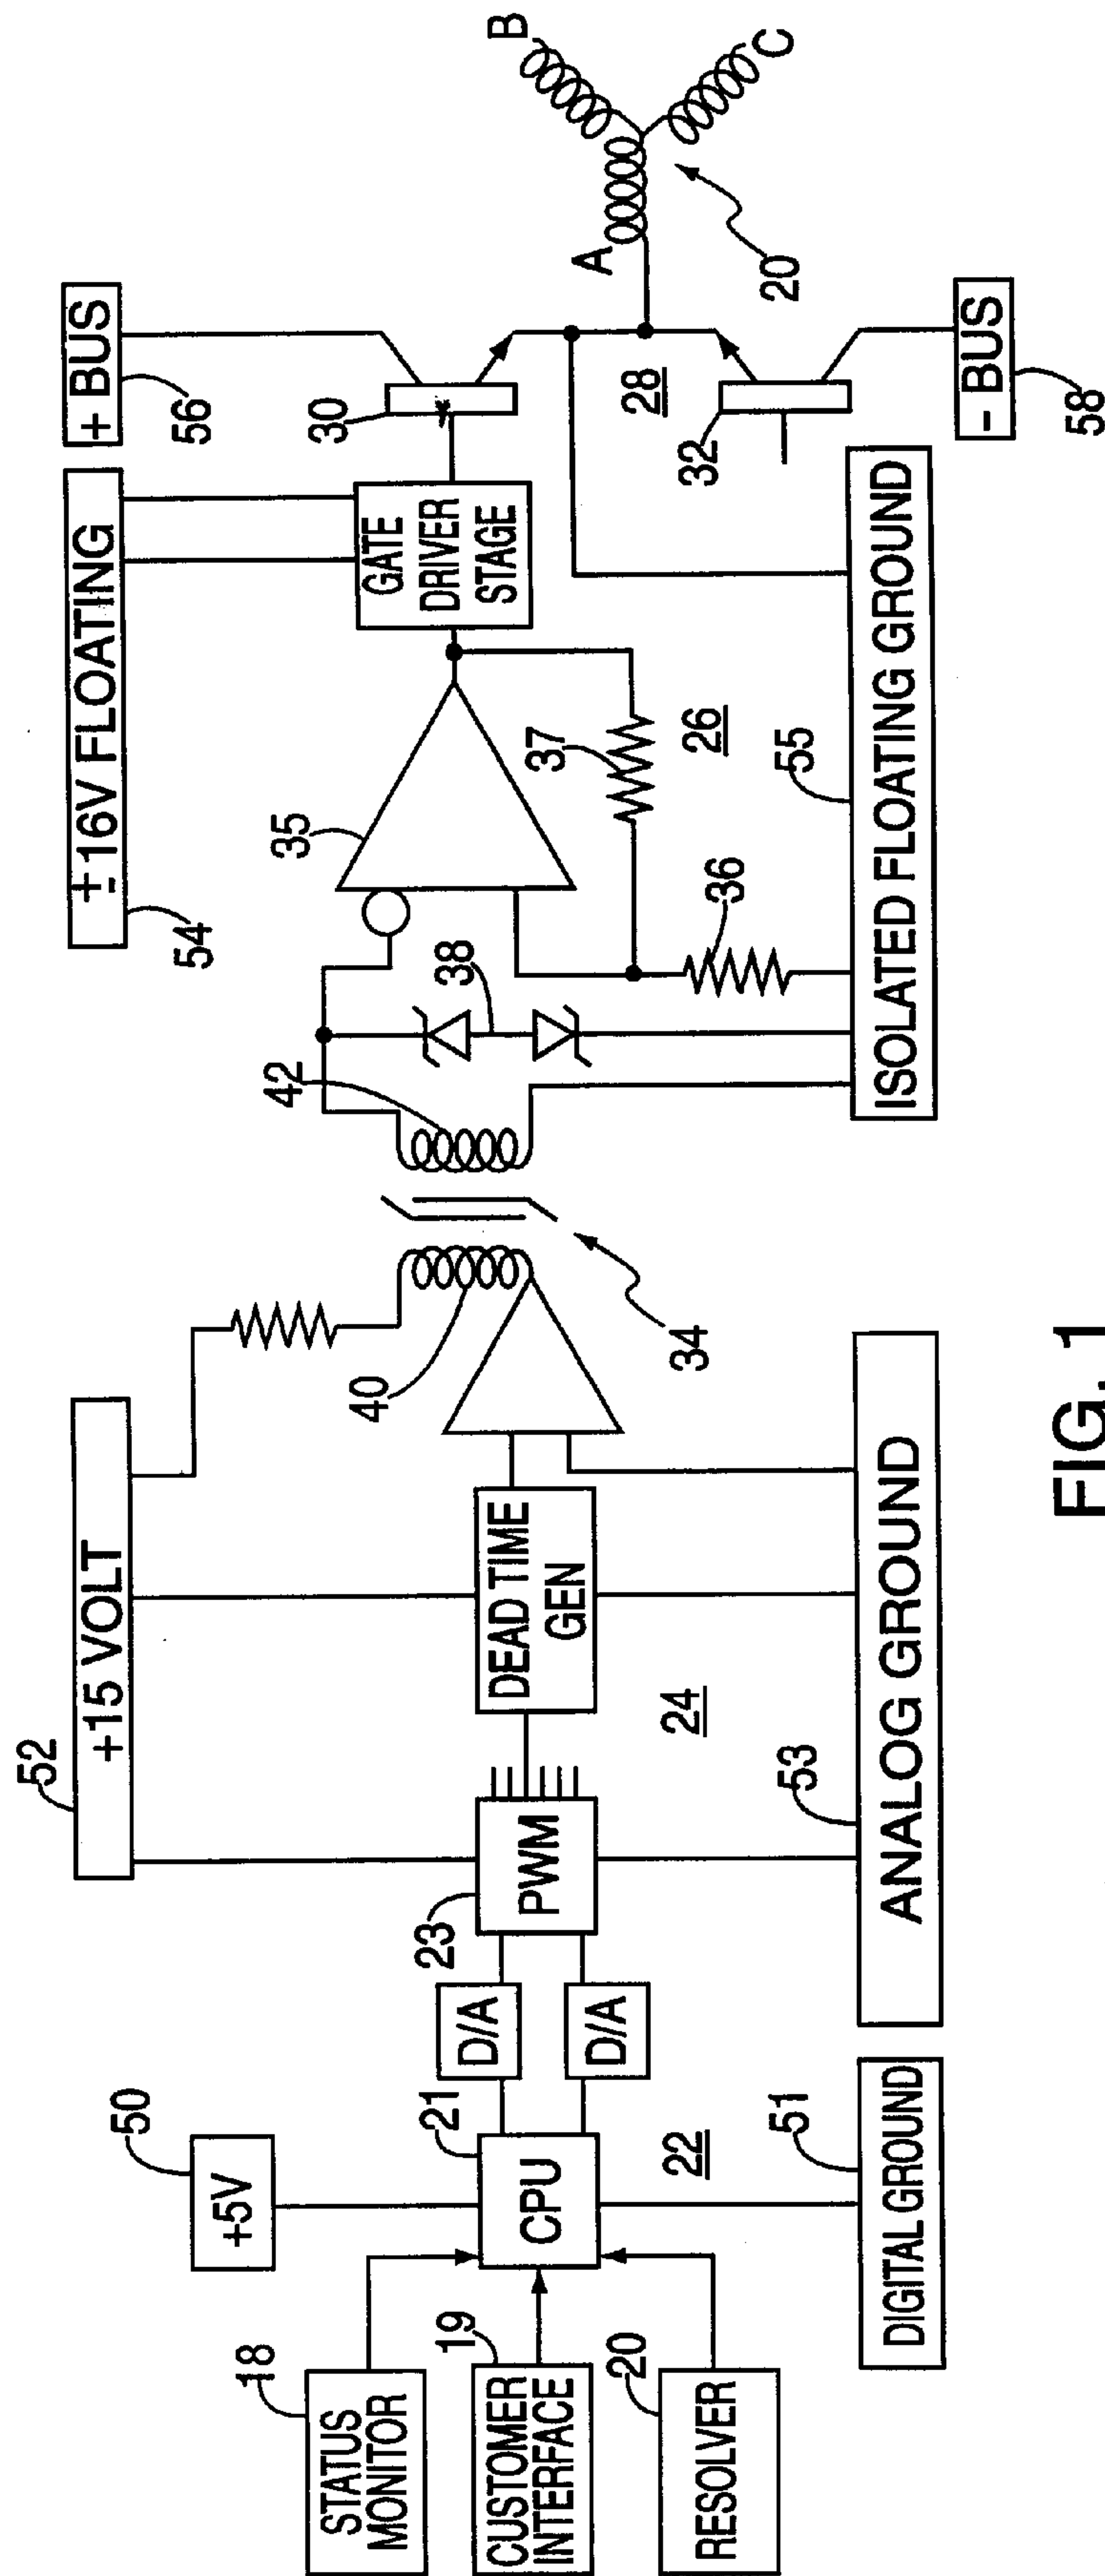 50
+5V
18
STATUS
MONITOR
19
CUSTOMER
INTERFACE
20
RESOLVER
21
CPU
22
51
DIGITAL GROUND
D/A
D/A
52
+15 VOLT
23
PWM
DEAD TIME
GEN
24
53
ANALOG GROUND
40
34
42
38
36
35
37
26
55
ISOLATED FLOATING GROUND
54
±16V FLOATING
GATE
DRIVER
STAGE
56
+ BUS
30
28
32
58
- BUS
A
B
C
20
FIG. 1